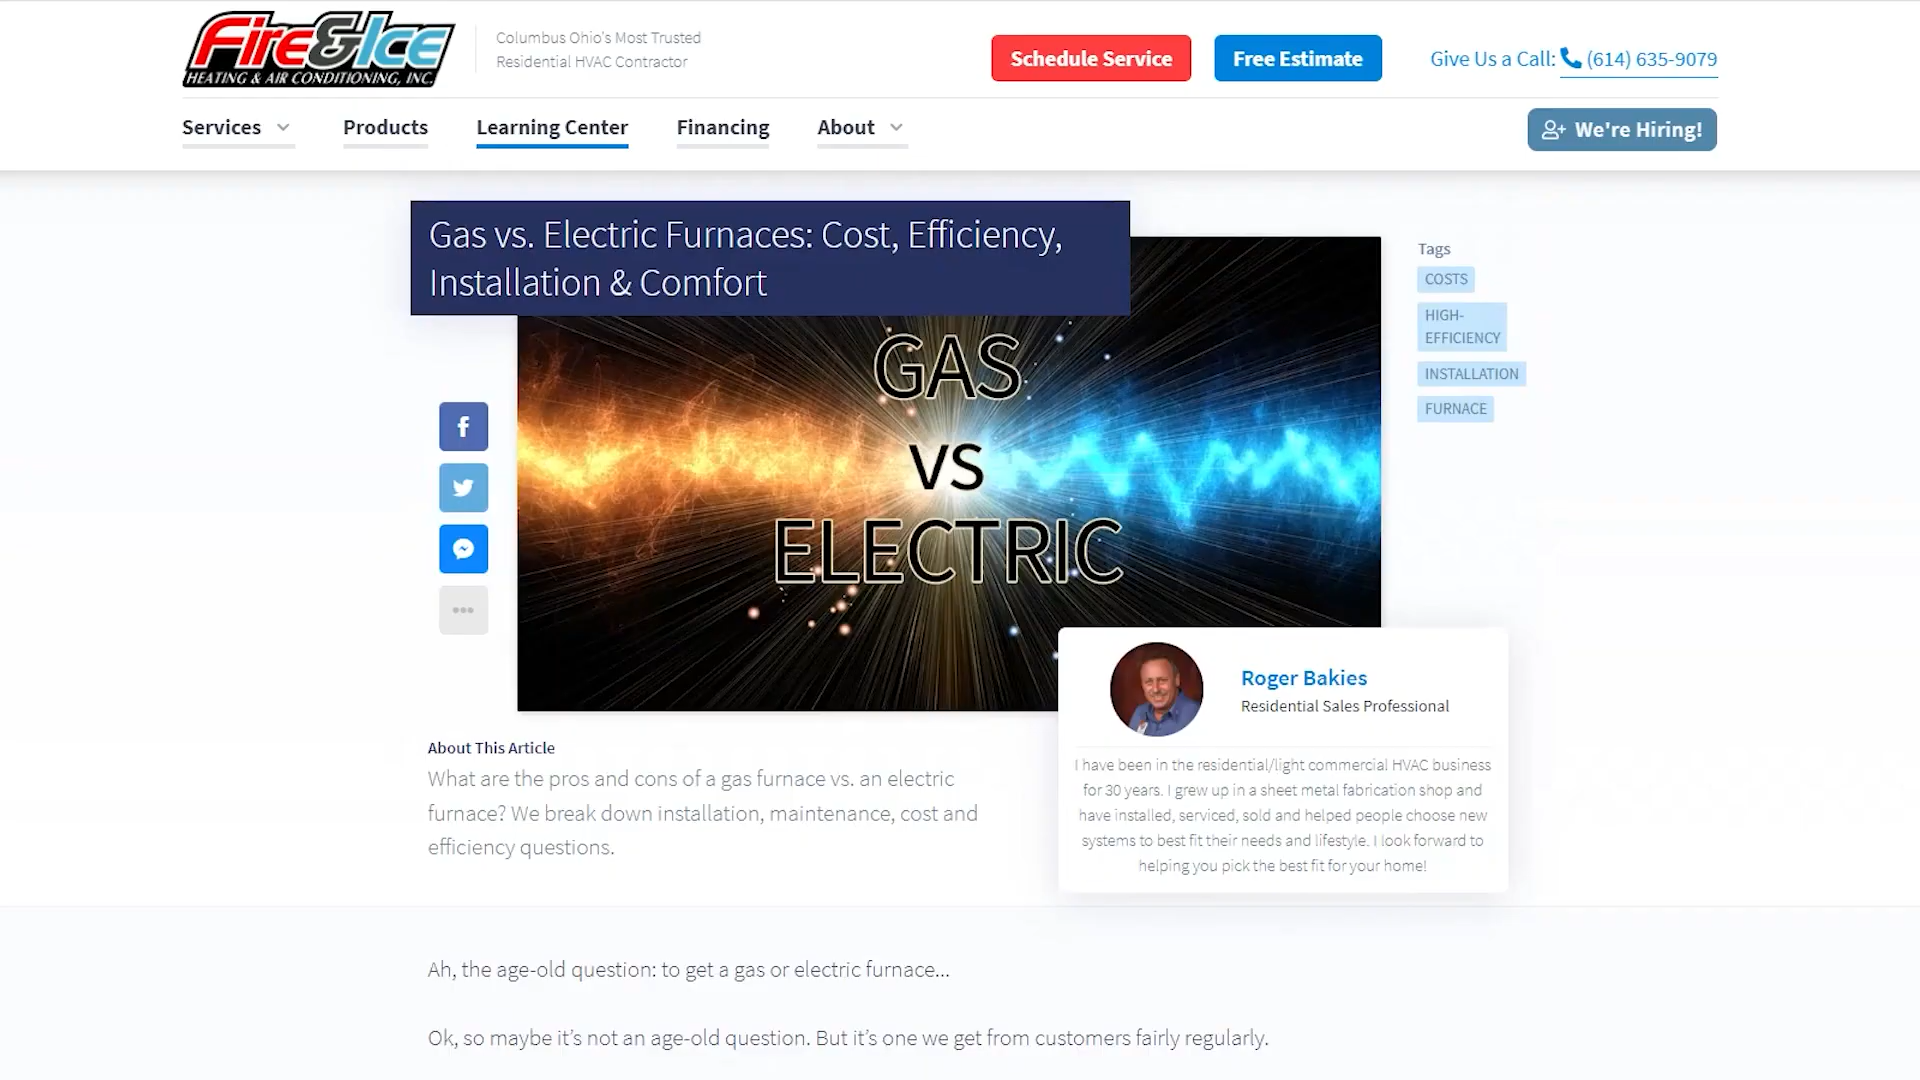 Fire&Ice
HEATING & AIR CONDITIONING, INC.
Columbus Ohio's Most Trusted
Residential HVAC Contractor
Schedule Service
Free Estimate
Give Us a Call: (614) 635-9079
Services
Products
Learning Center
Financing
About
We're Hiring!
Gas vs. Electric Furnaces: Cost, Efficiency,
Installation & Comfort
Tags
COSTS
HIGH-
EFFICIENCY
INSTALLATION
FURNACE
GAS
VS
ELECTRIC
Roger Bakies
Residential Sales Professional
I have been in the residential/light commercial HVAC business
for 30 years. I grew up in a sheet metal fabrication shop and
have installed, serviced, sold and helped people choose new
systems to best fit their needs and lifestyle. I look forward to
helping you pick the best fit for your home!
About This Article
What are the pros and cons of a gas furnace vs. an electric
furnace? We break down installation, maintenance, cost and
efficiency questions.
Ah, the age-old question: to get a gas or electric furnace...
Ok, so maybe it's not an age-old question. But it's one we get from customers fairly regularly.